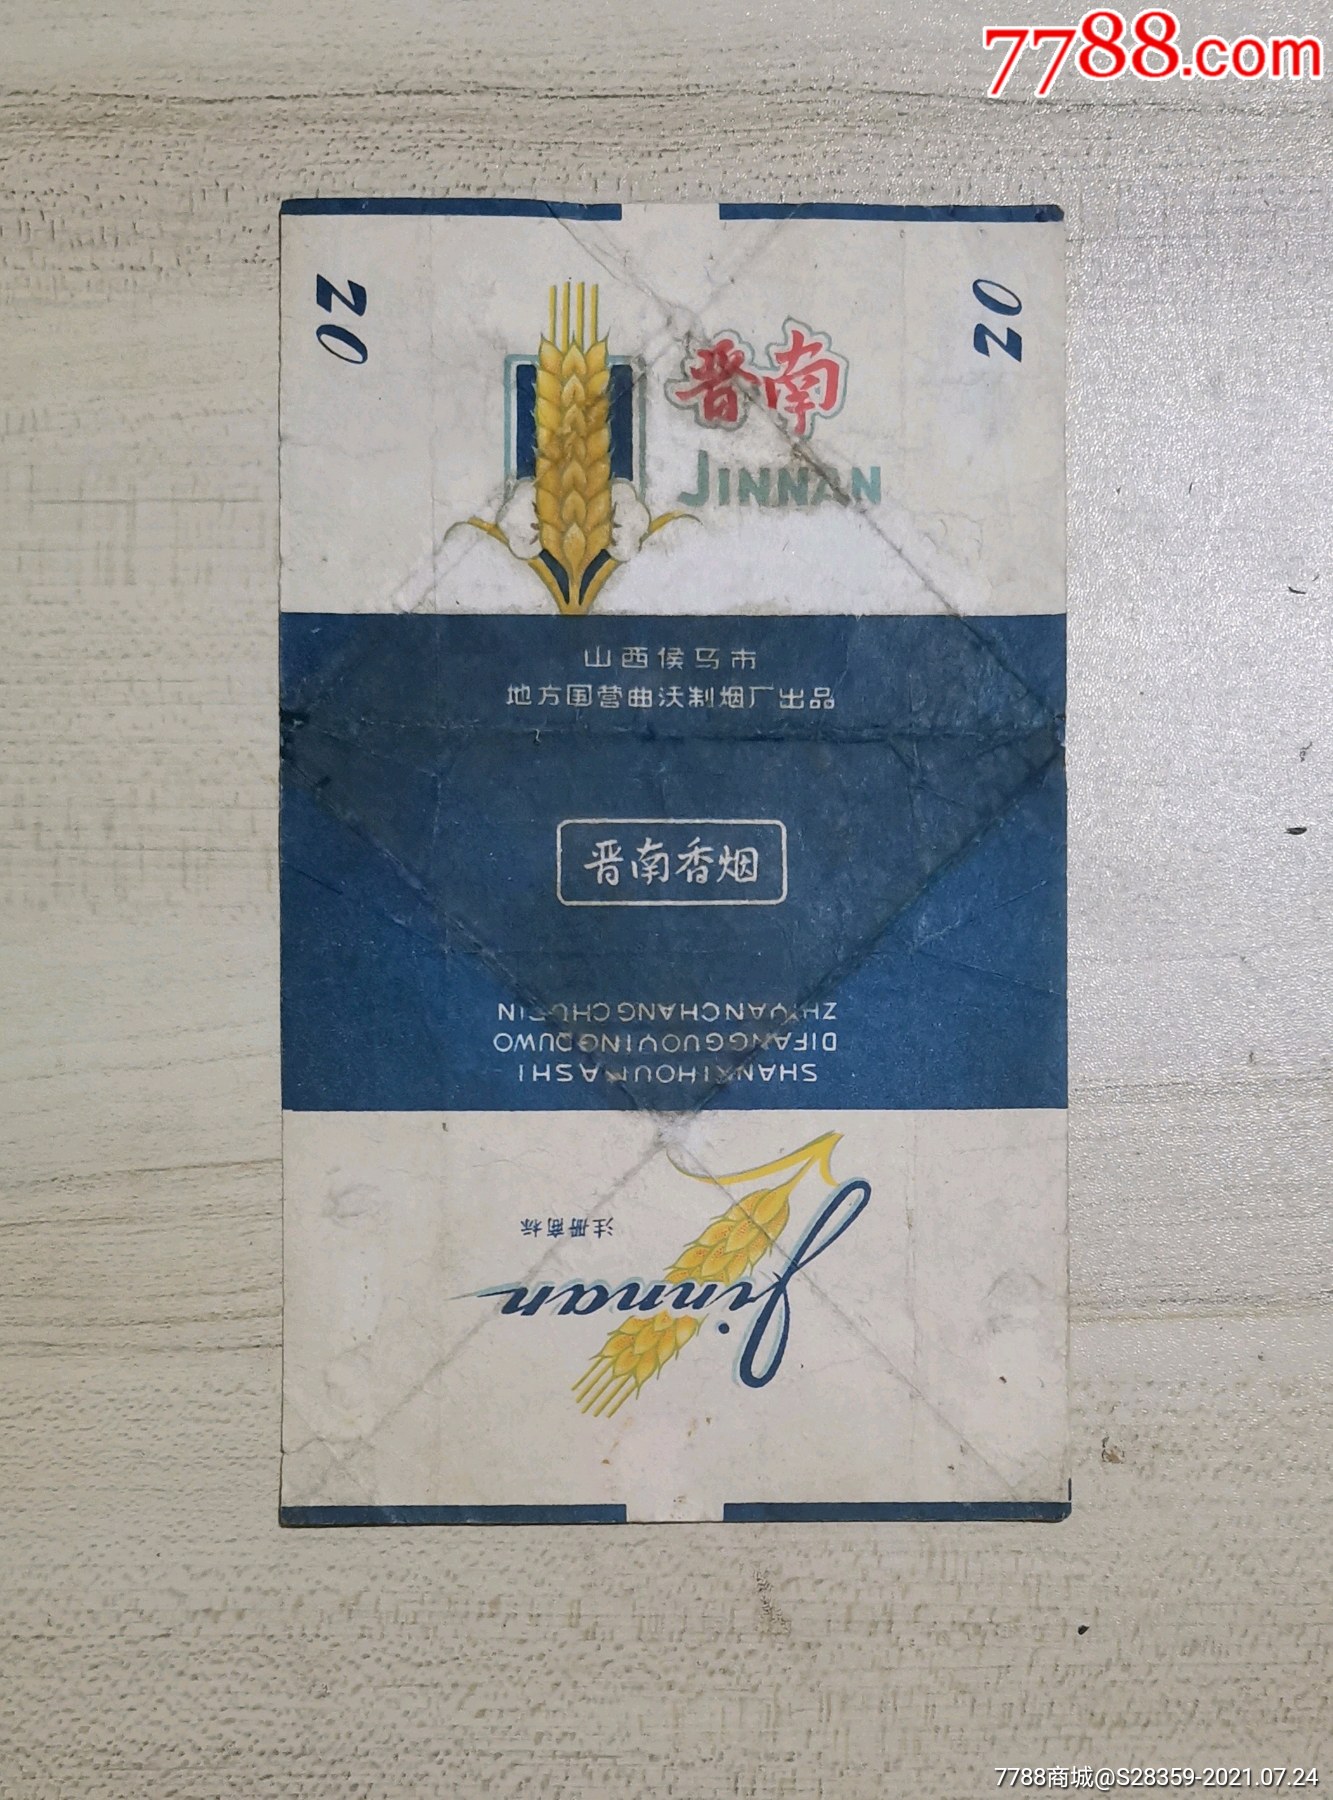 7788.com
20
20
晋南
JINNAN
山西侯马市
地方国营曲沃制烟厂出品
晋南香烟
SHANXIHOUMASHI
DIFANGGUOYINGQUWO
ZHIYANCHANGCHUPIN
Jinnan
注册商标
7788商城@S28359-2021.07.24